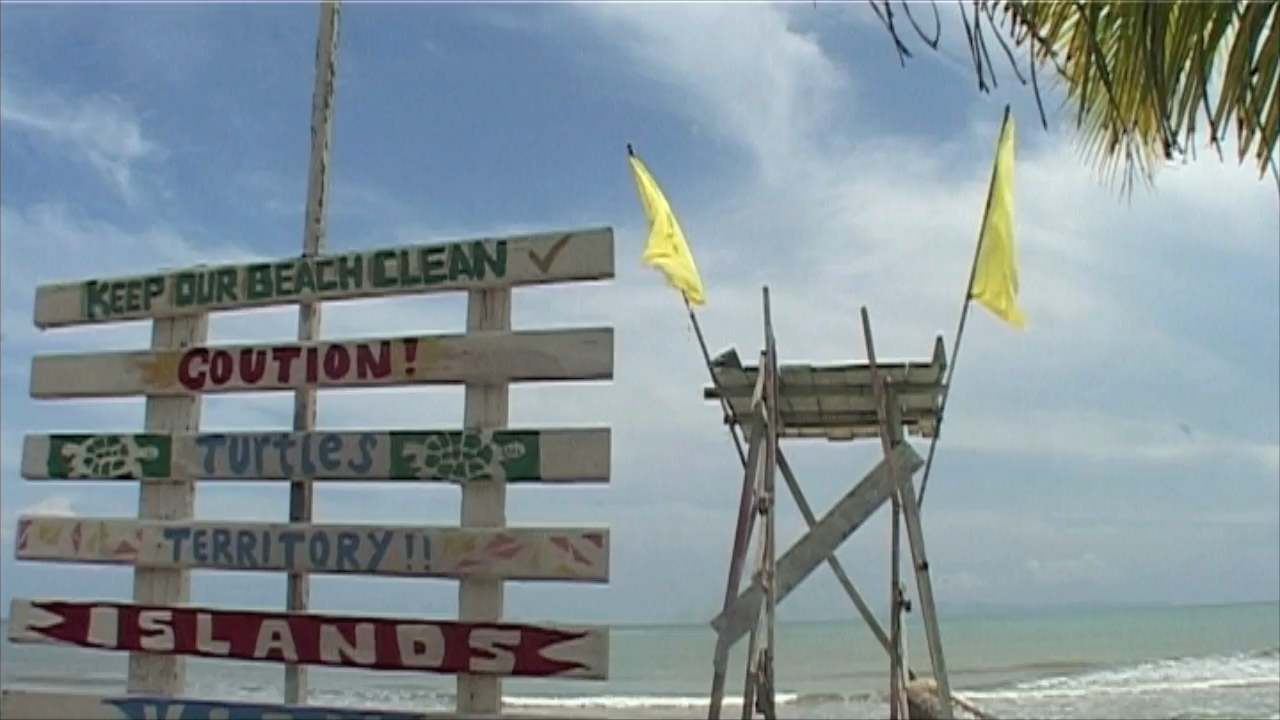 KEEP OUR BEACH CLEAN ✓
COUTION!
TURTLES
TERRITORY!!
ISLANDS